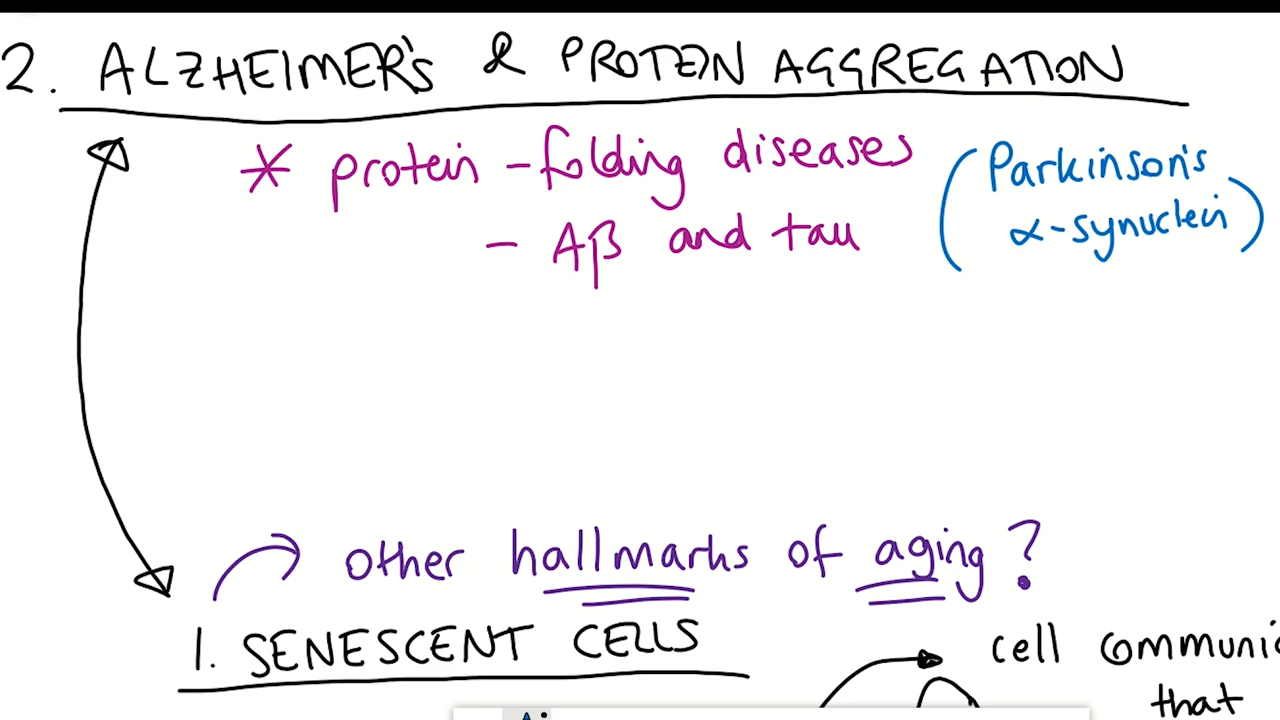 2. ALZHEIMER'S & PROTEIN AGGREGATION
* protein-folding diseases
(Parkinson's
α-synuclein)
- Aβ and tau
other hallmarks of aging?
1. SENESCENT CELLS
cell communi
that